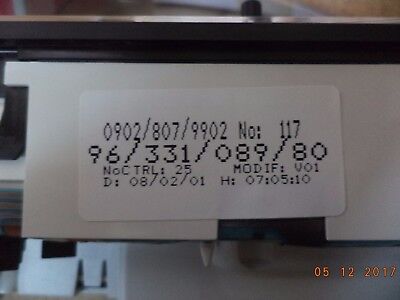 0902/807/9902 No: 117
96/331/089/80
NoCTRL: 25 MODIF: V01
D: 08/02/01 H: 07:05:10
05 12 2017